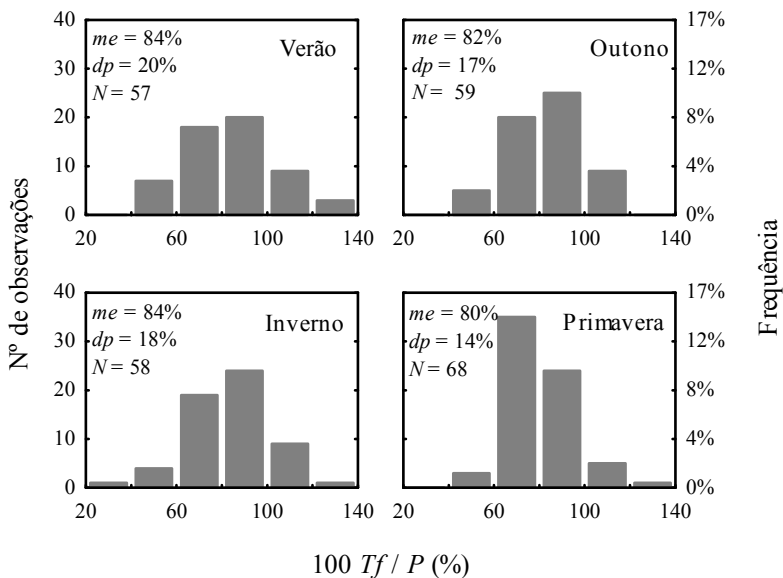 Nº de observações
40
30
20
10
0
me = 84%
dp = 20%
N = 57
Verão
20 60 100 140
me = 82%
dp = 17%
N = 59
Outono
17%
12%
8%
4%
0%
20 60 100 140
40
30
20
10
0
me = 84%
dp = 18%
N = 58
Inverno
20 60 100 140
me = 80%
dp = 14%
N = 68
Primavera
17%
12%
8%
4%
0%
20 60 100 140
Frequência
100 Tf / P (%)